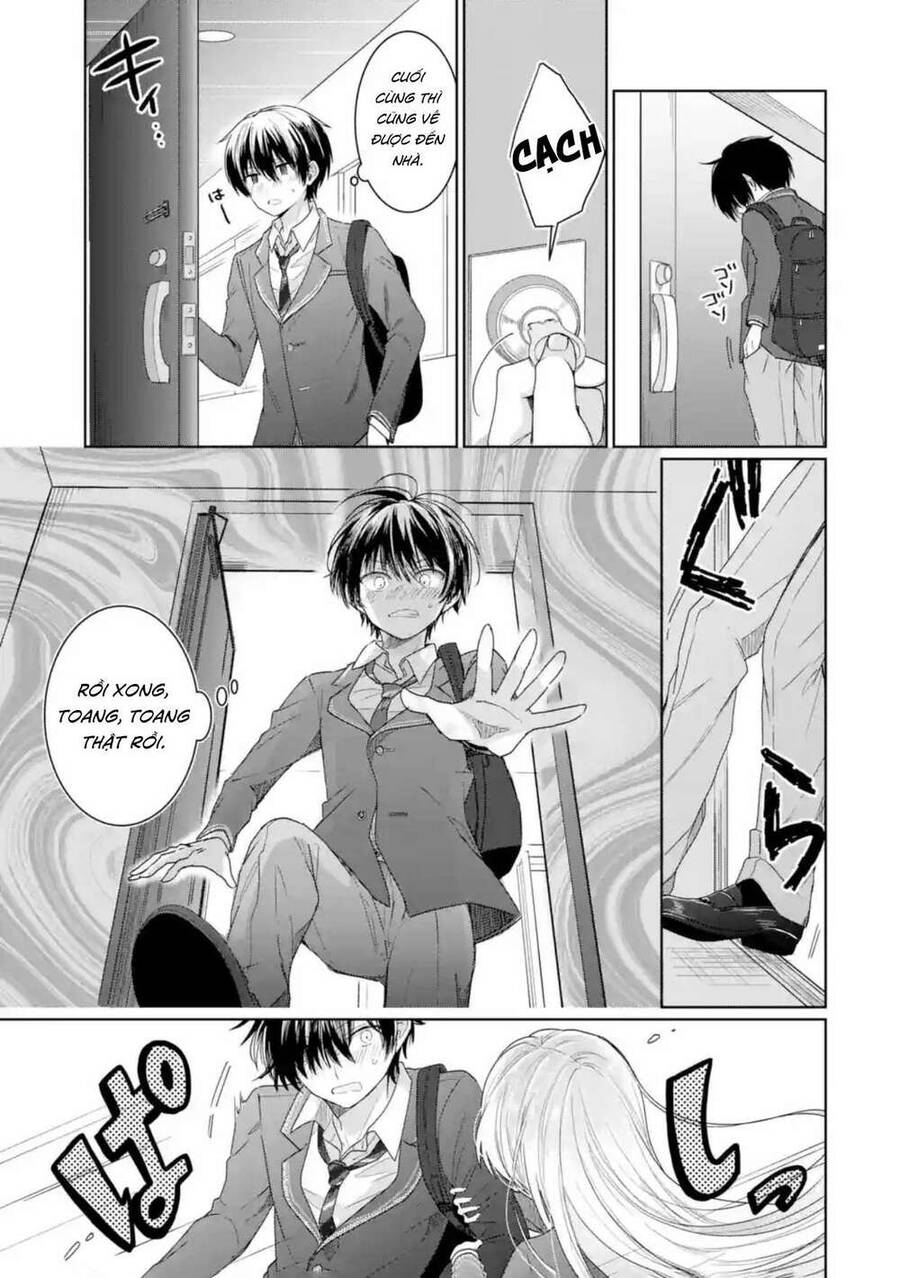 ゴソ
ゴソ
CẠCH
CUỐI
CÙNG THÌ
CŨNG VỀ
ĐƯỢC ĐẾN
NHÀ.
はー
キィ…
ぐら
RỒI XONG,
TOANG, TOANG
THẬT RỒI.
ぱしっ